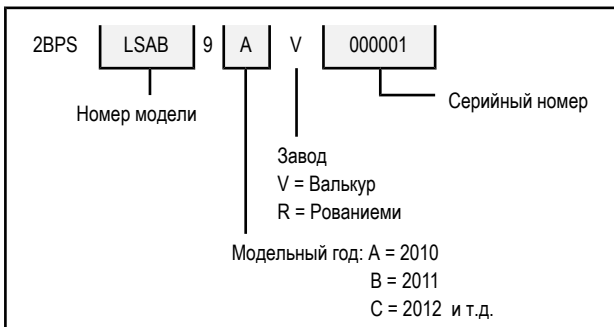 2BPS LSAB 9 A V 000001
Номер модели
Серийный номер
Завод
V = Валькур
R = Рованиеми
Модельный год: A = 2010
B = 2011
C = 2012 и т.д.